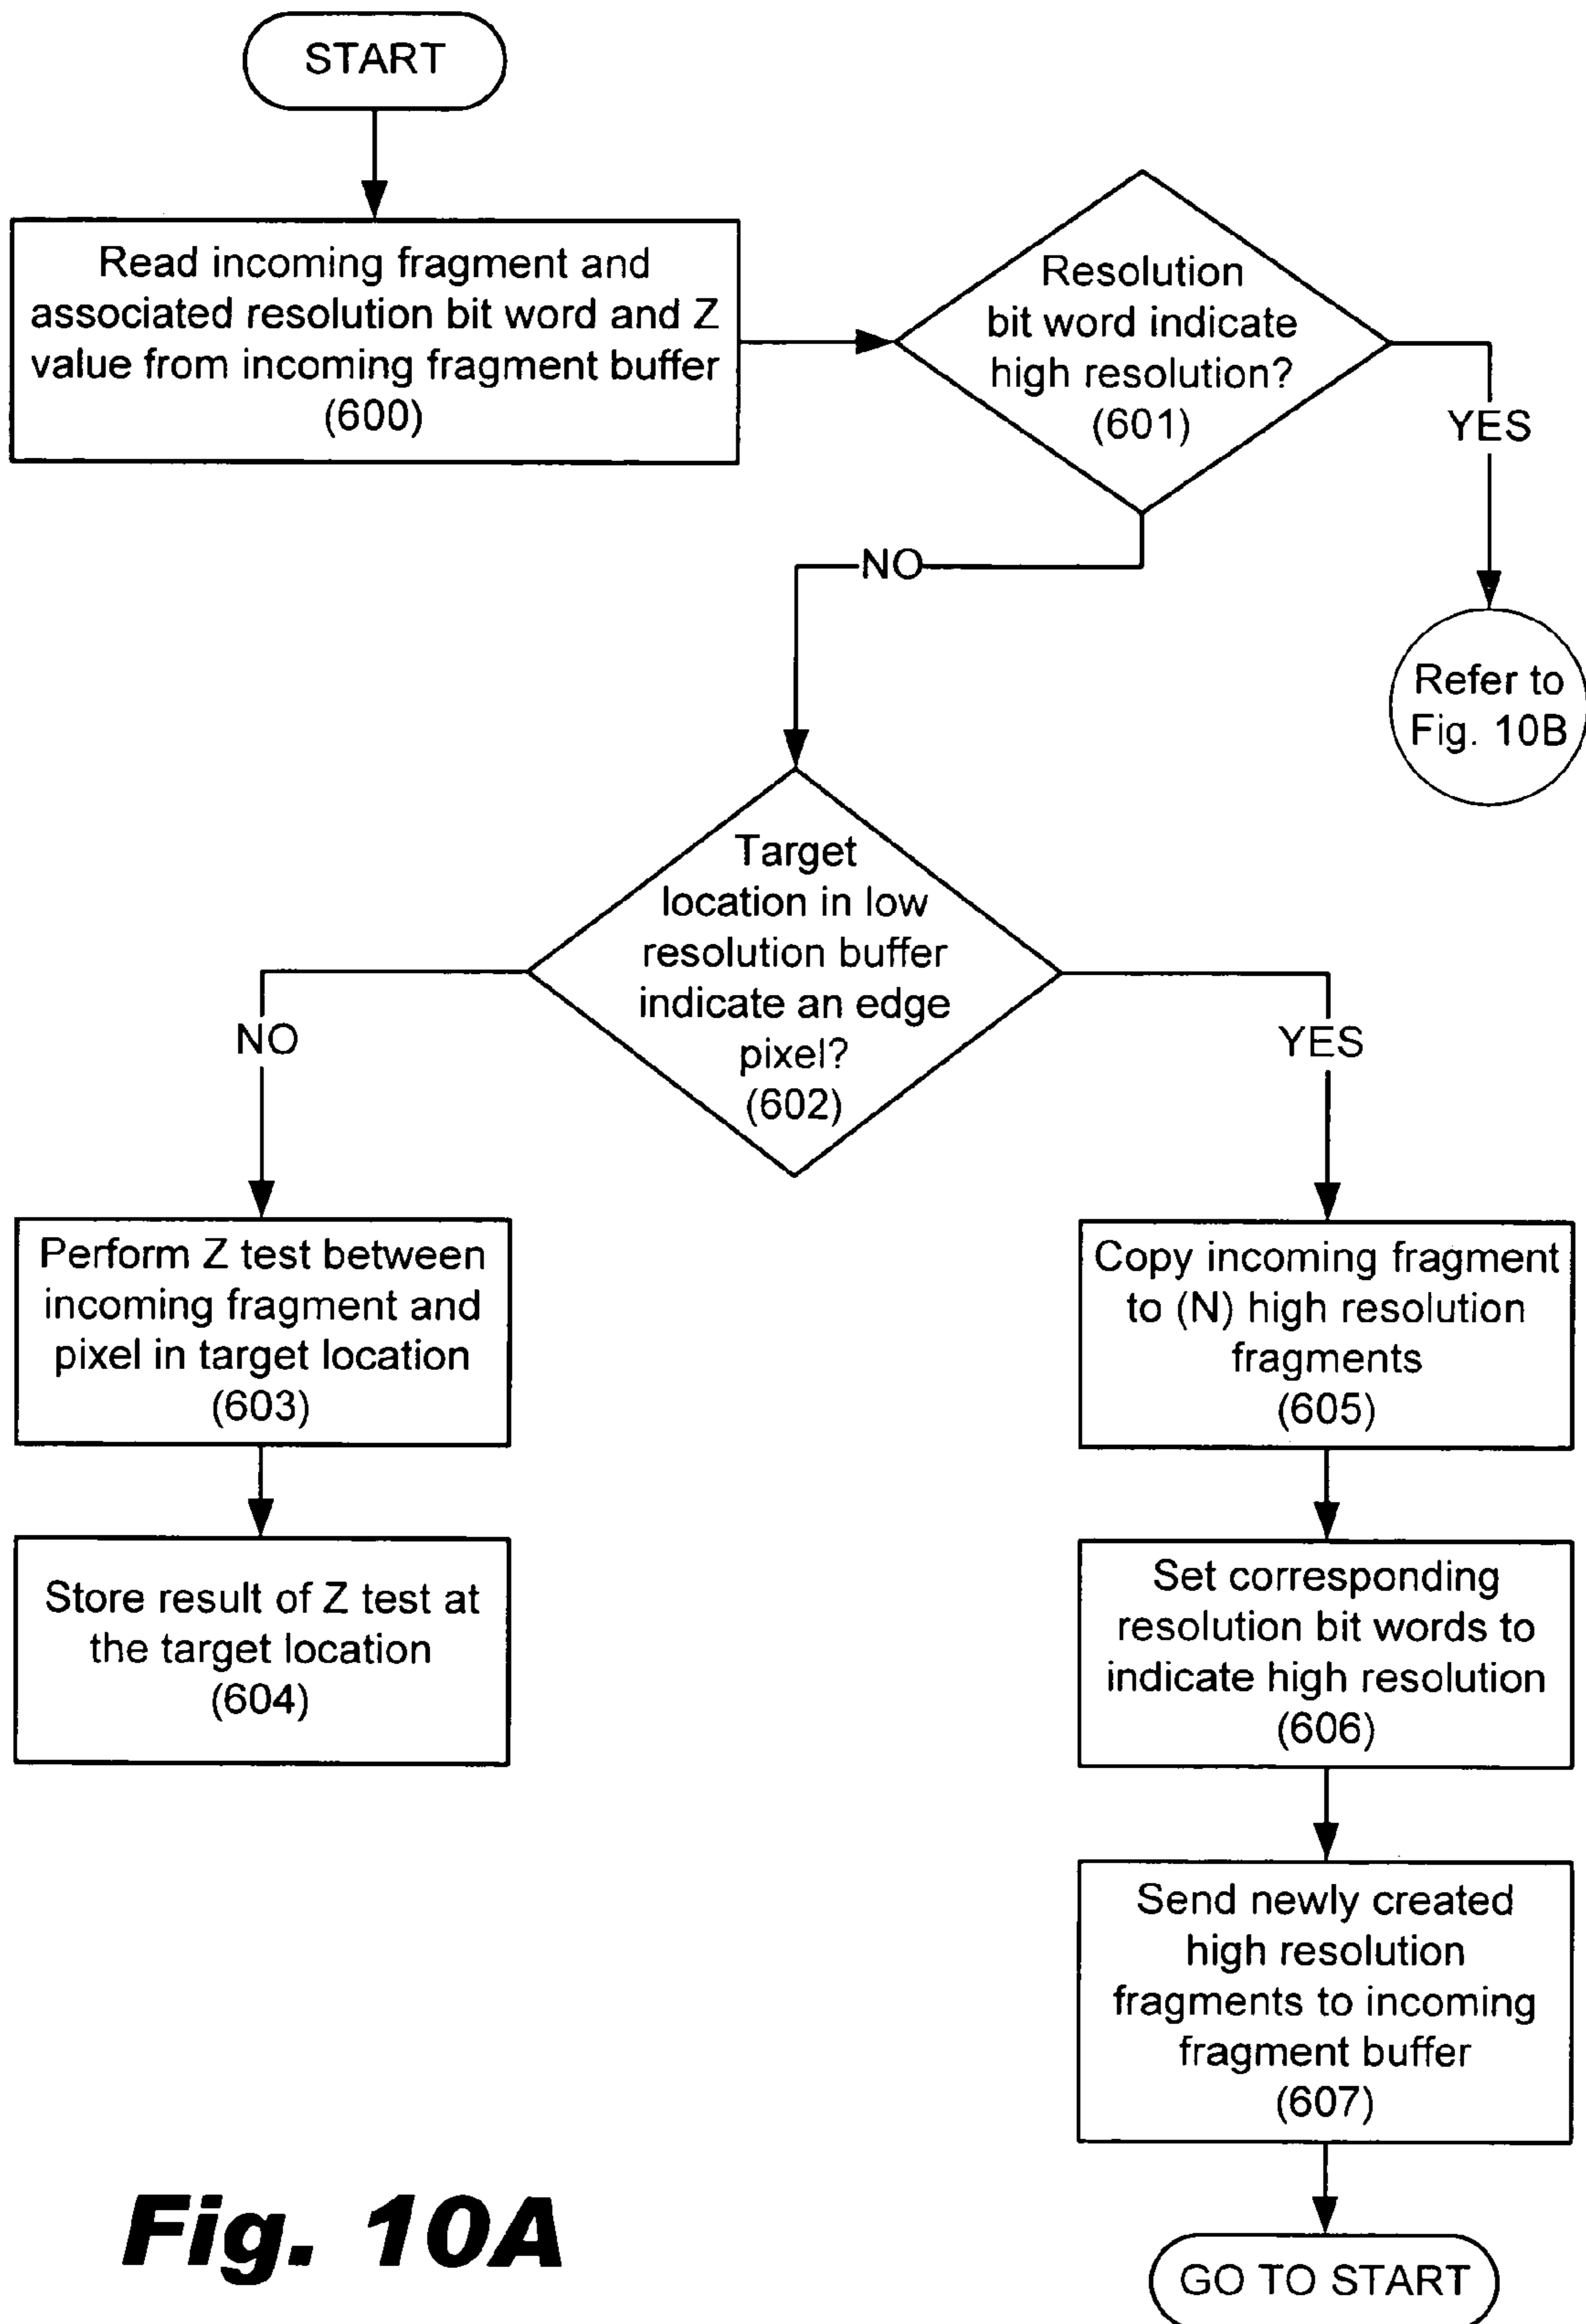 START
Read incoming fragment and
associated resolution bit word and Z
value from incoming fragment buffer
(600)
Resolution
bit word indicate
high resolution?
(601)
YES
NO
Refer to
Fig. 10B
Target
location in low
resolution buffer
indicate an edge
pixel?
(602)
NO
YES
Perform Z test between
incoming fragment and
pixel in target location
(603)
Store result of Z test at
the target location
(604)
Copy incoming fragment
to (N) high resolution
fragments
(605)
Set corresponding
resolution bit words to
indicate high resolution
(606)
Send newly created
high resolution
fragments to incoming
fragment buffer
(607)
GO TO START
Fig. 10A